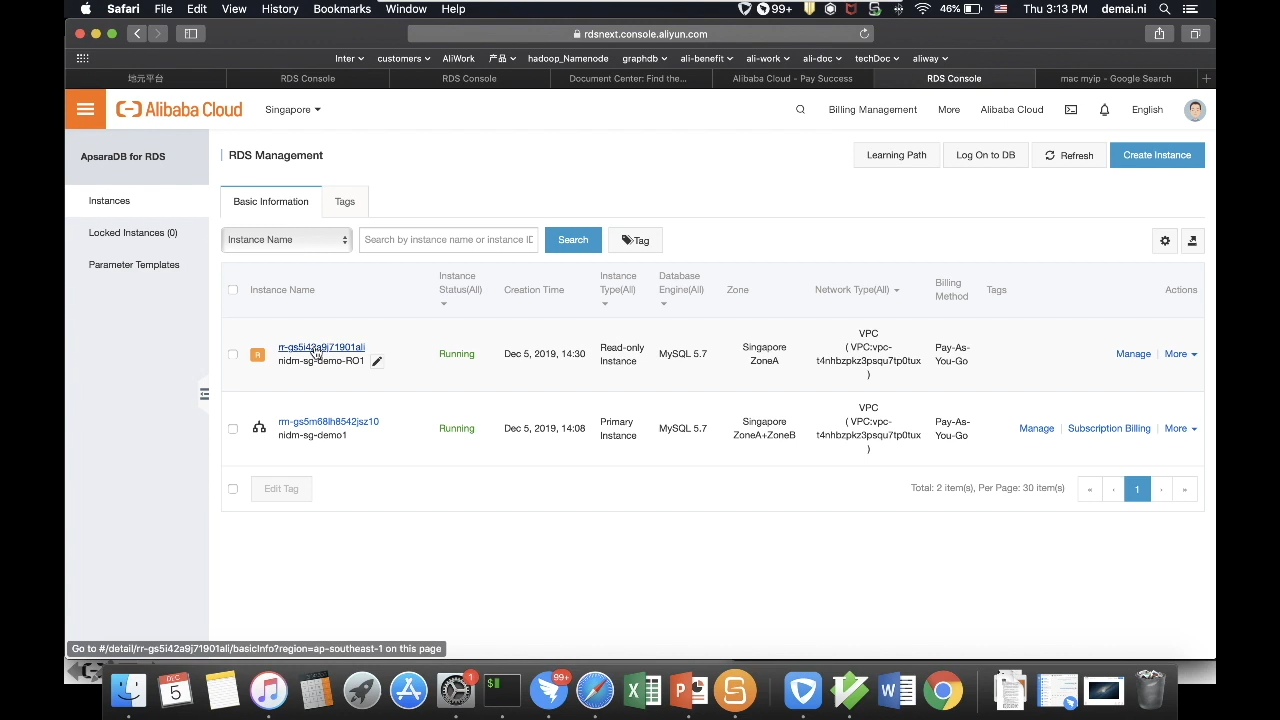 Safari File Edit View History Bookmarks Window Help
99+ 46% Thu 3:13 PM demai.ni
rdsnext.console.aliyun.com
Inter customers AliWork 产品 hadoop_Namenode graphdb ali-benefit ali-work ali-doc techDoc aliway
地元平台 RDS Console RDS Console Document Center: Find the... Alibaba Cloud - Pay Success RDS Console mac myip - Google Search
Alibaba Cloud Singapore Billing Management More Alibaba Cloud English
ApsaraDB for RDS
Instances
Locked Instances (0)
Parameter Templates
RDS Management
Learning Path Log On to DB Refresh Create Instance
Basic Information Tags
Instance Name Search by instance name or instance ID Search Tag
Instance Name
Instance Status(All)
Creation Time
Instance Type(All)
Database Engine(All)
Zone
Network Type(All)
Billing Method
Tags
Actions
R
rr-gs5i42a9j71901ali
nidm-sg-demo-RO1
Running
Dec 5, 2019, 14:30
Read-only Instance
MySQL 5.7
Singapore ZoneA
VPC
( VPC:vpc-
t4nhbzpkz3psqu7tp0tux
)
Pay-As-
You-Go
Manage More
rm-gs5m68lh8542jsz10
nidm-sg-demo1
Running
Dec 5, 2019, 14:08
Primary Instance
MySQL 5.7
Singapore ZoneA+ZoneB
VPC
( VPC:vpc-
t4nhbzpkz3psqu7tp0tux
)
Pay-As-
You-Go
Manage Subscription Billing More
Edit Tag
Total: 2 item(s), Per Page: 30 item(s) « ‹ 1 › »
Go to #/detail/rr-gs5i42a9j71901ali/basicInfo?region=ap-southeast-1 on this page
DEC
5
1
$
99+
X
P
S
V
W